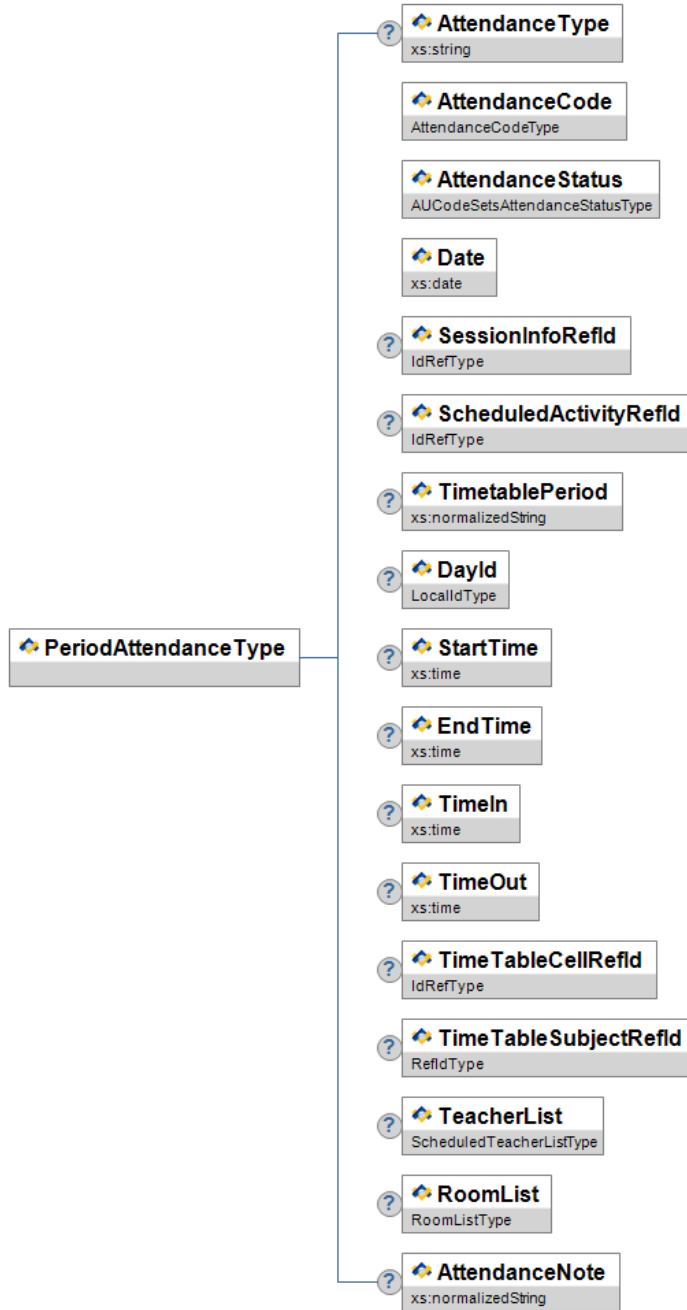 ? AttendanceType
xs:string
AttendanceCode
AttendanceCodeType
AttendanceStatus
AUCodeSetsAttendanceStatusType
Date
xs:date
? SessionInfoRefId
IdRefType
? ScheduledActivityRefId
IdRefType
? TimetablePeriod
xs:normalizedString
? DayId
LocalIdType
PeriodAttendanceType
? StartTime
xs:time
? EndTime
xs:time
? TimeIn
xs:time
? TimeOut
xs:time
? TimeTableCellRefId
IdRefType
? TimeTableSubjectRefId
RefIdType
? TeacherList
ScheduledTeacherListType
? RoomList
RoomListType
? AttendanceNote
xs:normalizedString